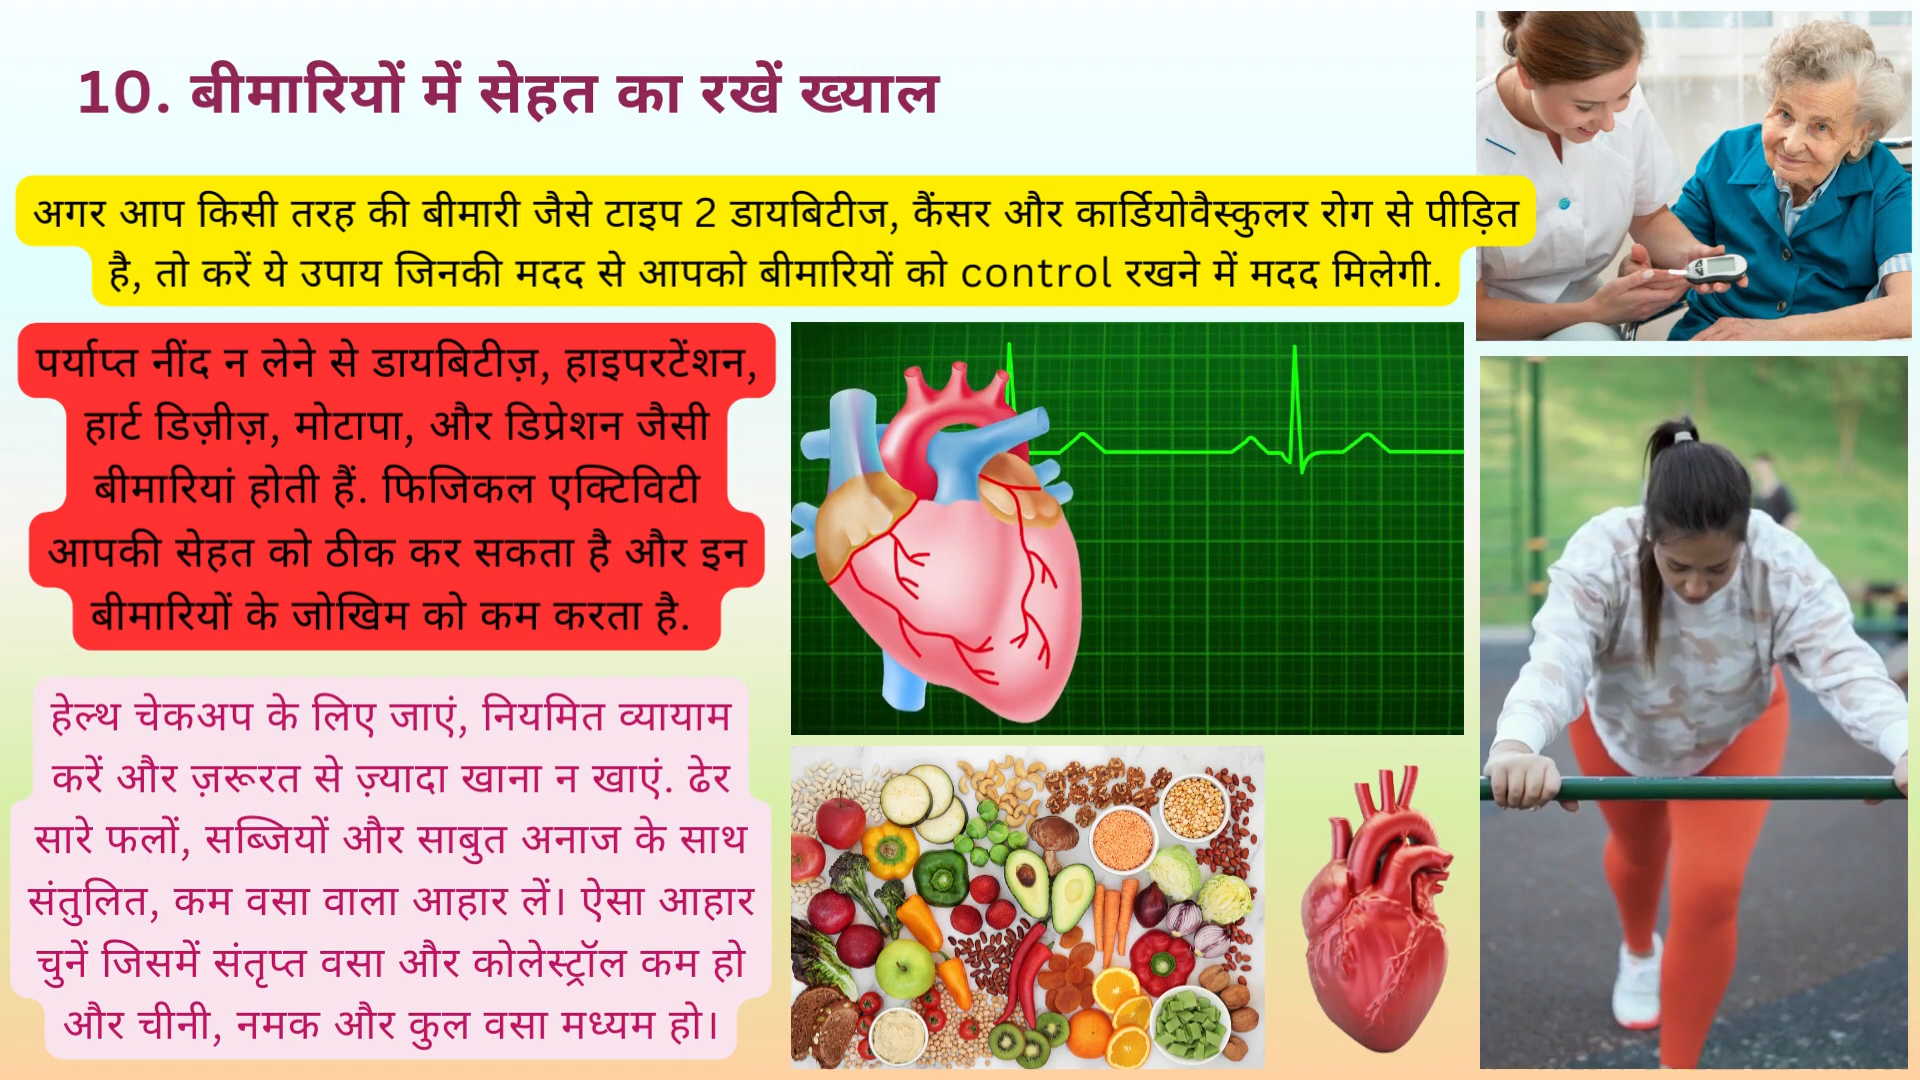 10. बीमारियों में सेहत का रखें ख्याल
अगर आप किसी तरह की बीमारी जैसे टाइप 2 डायबिटीज, कैंसर और कार्डियोवैस्कुलर रोग से पीड़ित
है, तो करें ये उपाय जिनकी मदद से आपको बीमारियों को control रखने में मदद मिलेगी.
पर्याप्त नींद न लेने से डायबिटीज़, हाइपरटेंशन,
हार्ट डिज़ीज़, मोटापा, और डिप्रेशन जैसी
बीमारियां होती हैं. फिजिकल एक्टिविटी
आपकी सेहत को ठीक कर सकता है और इन
बीमारियों के जोखिम को कम करता है.
हेल्थ चेकअप के लिए जाएं, नियमित व्यायाम
करें और ज़रूरत से ज़्यादा खाना न खाएं. ढेर
सारे फलों, सब्जियों और साबुत अनाज के साथ
संतुलित, कम वसा वाला आहार लें। ऐसा आहार
चुनें जिसमें संतृप्त वसा और कोलेस्ट्रॉल कम हो
और चीनी, नमक और कुल वसा मध्यम हो।